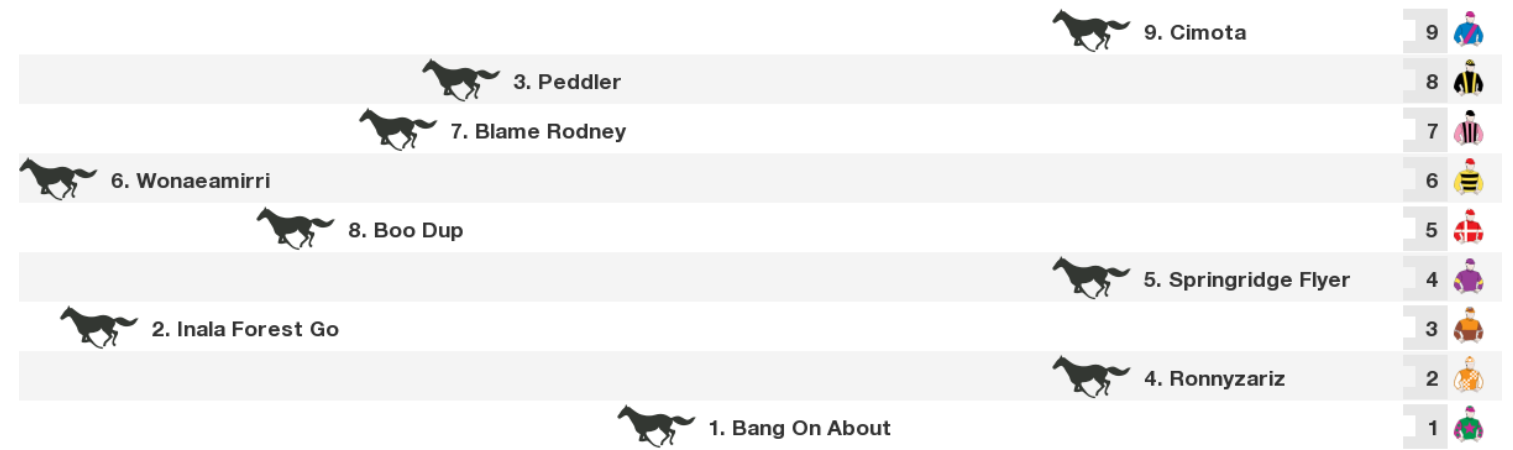 9. Cimota 9
3. Peddler 8
7. Blame Rodney 7
6. Wonaeamirri 6
8. Boo Dup 5
5. Springridge Flyer 4
2. Inala Forest Go 3
4. Ronnyzariz 2
1. Bang On About 1